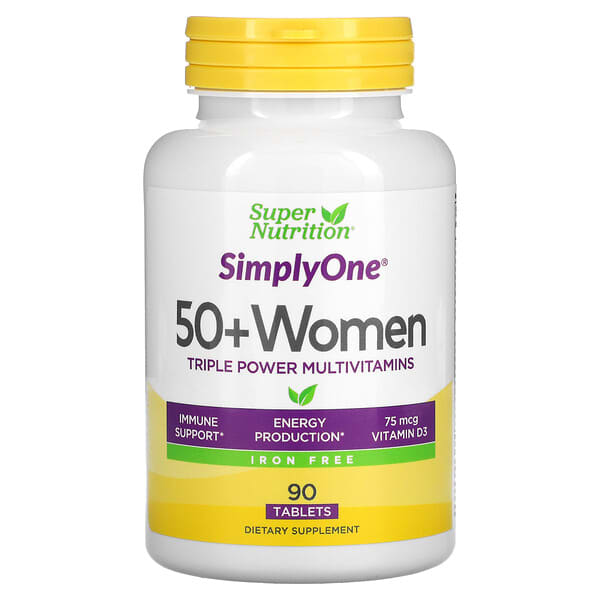 Super
Nutrition®
SimplyOne®
50+Women
TRIPLE POWER MULTIVITAMINS
IMMUNE SUPPORT*
ENERGY PRODUCTION*
75 mcg VITAMIN D3
IRON FREE
90
TABLETS
DIETARY SUPPLEMENT